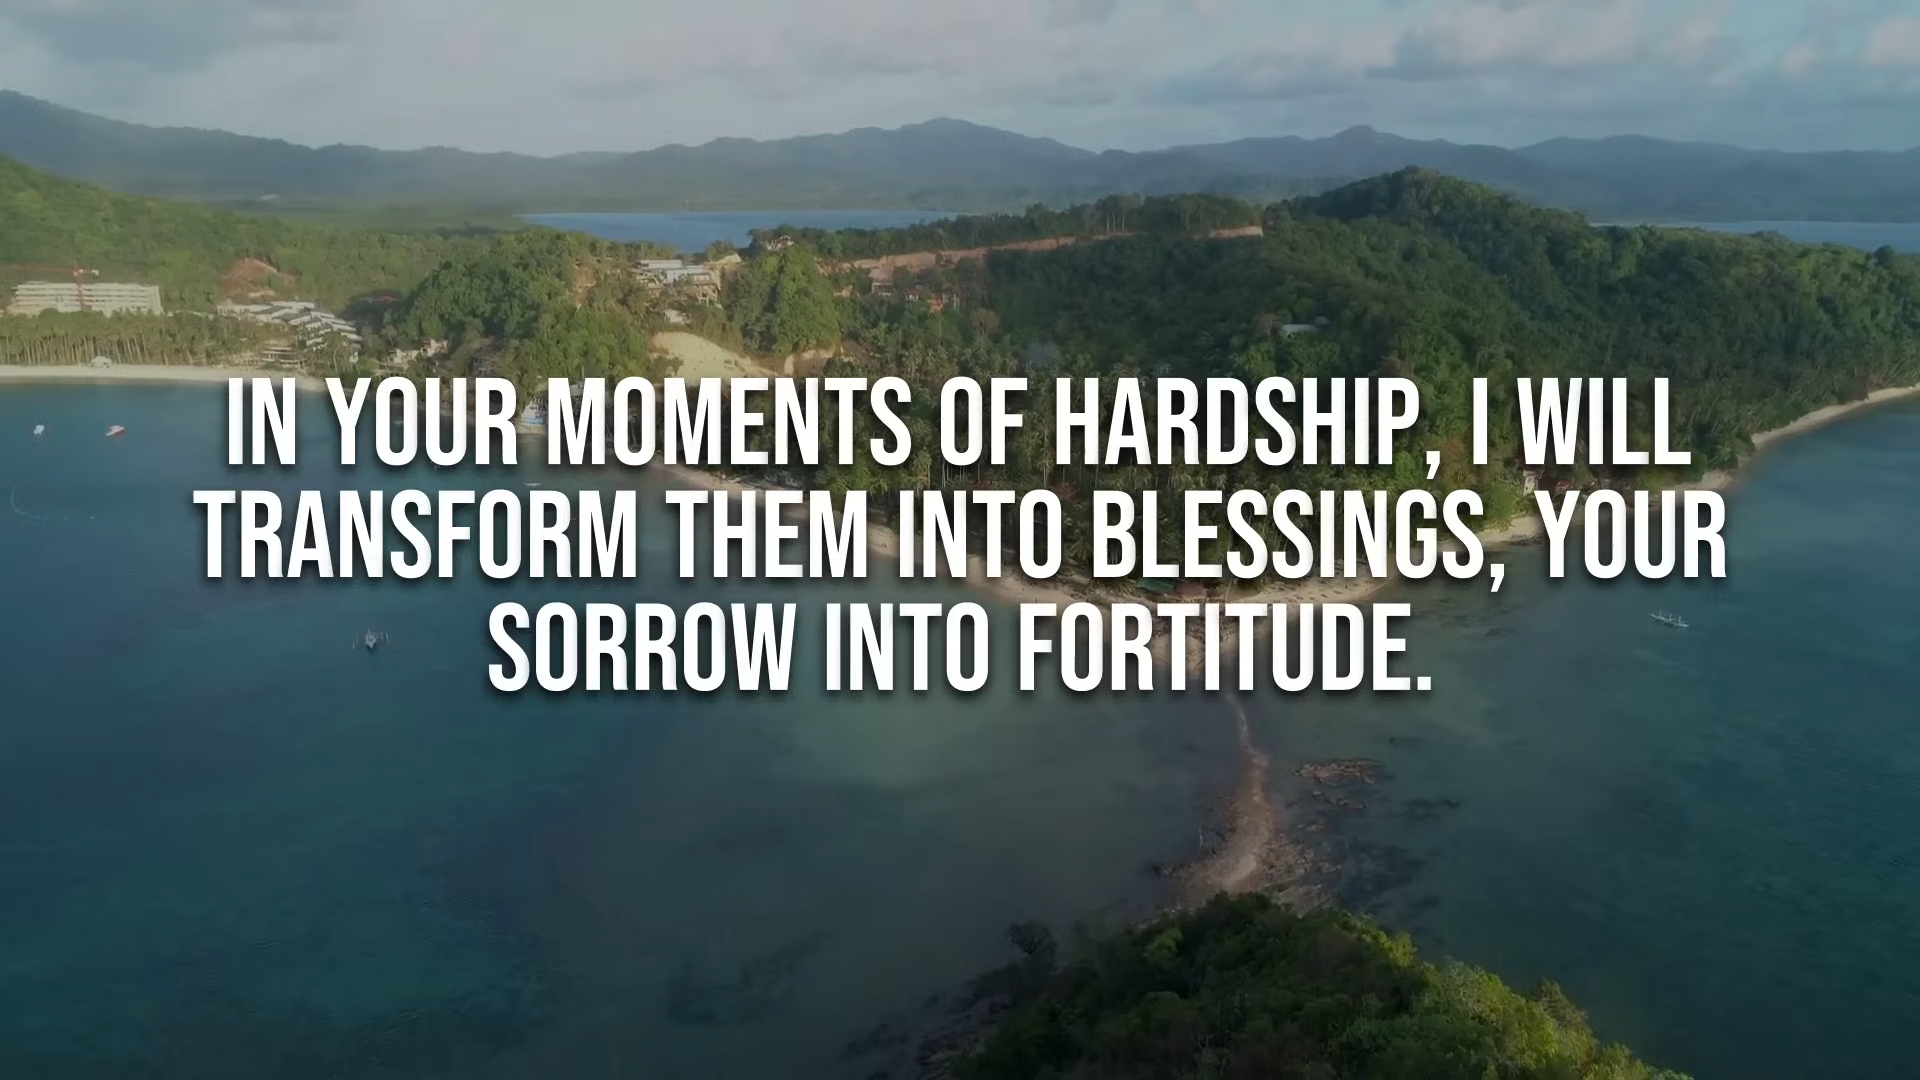 IN YOUR MOMENTS OF HARDSHIP, I WILL
TRANSFORM THEM INTO BLESSINGS, YOUR
SORROW INTO FORTITUDE.